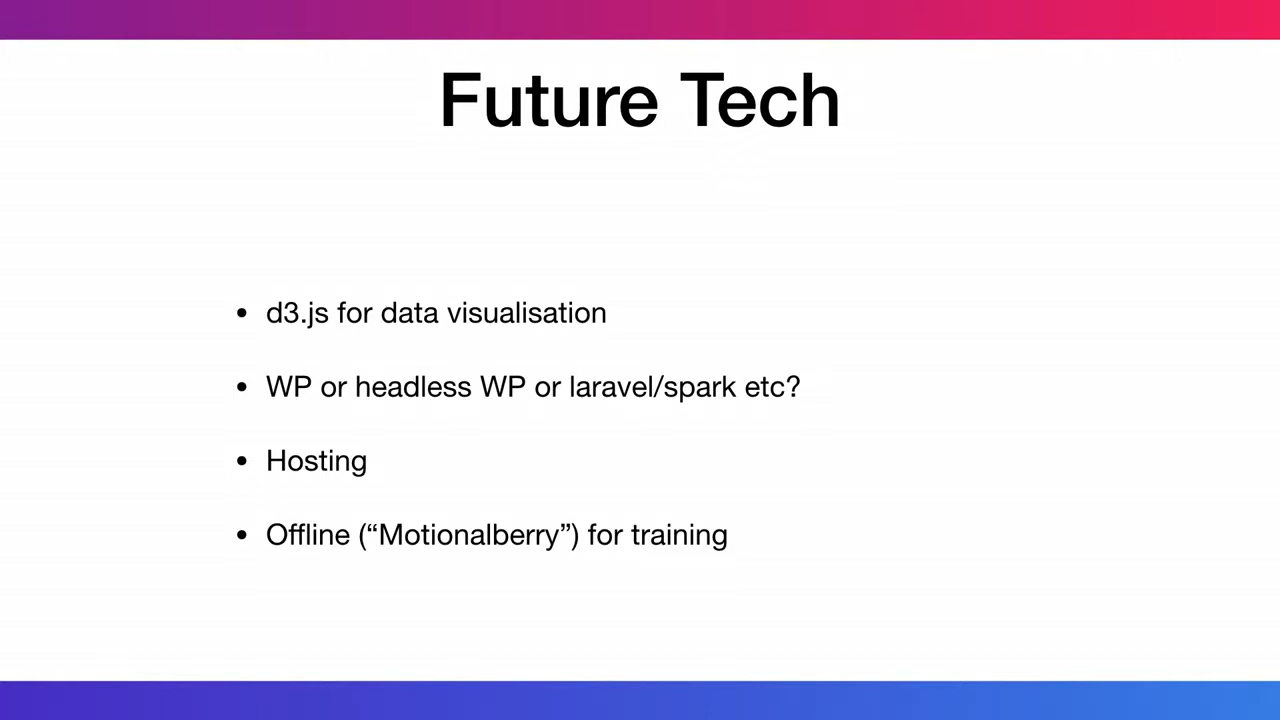 Future Tech
• d3.js for data visualisation
• WP or headless WP or laravel/spark etc?
• Hosting
• Offline (“Motionalberry”) for training